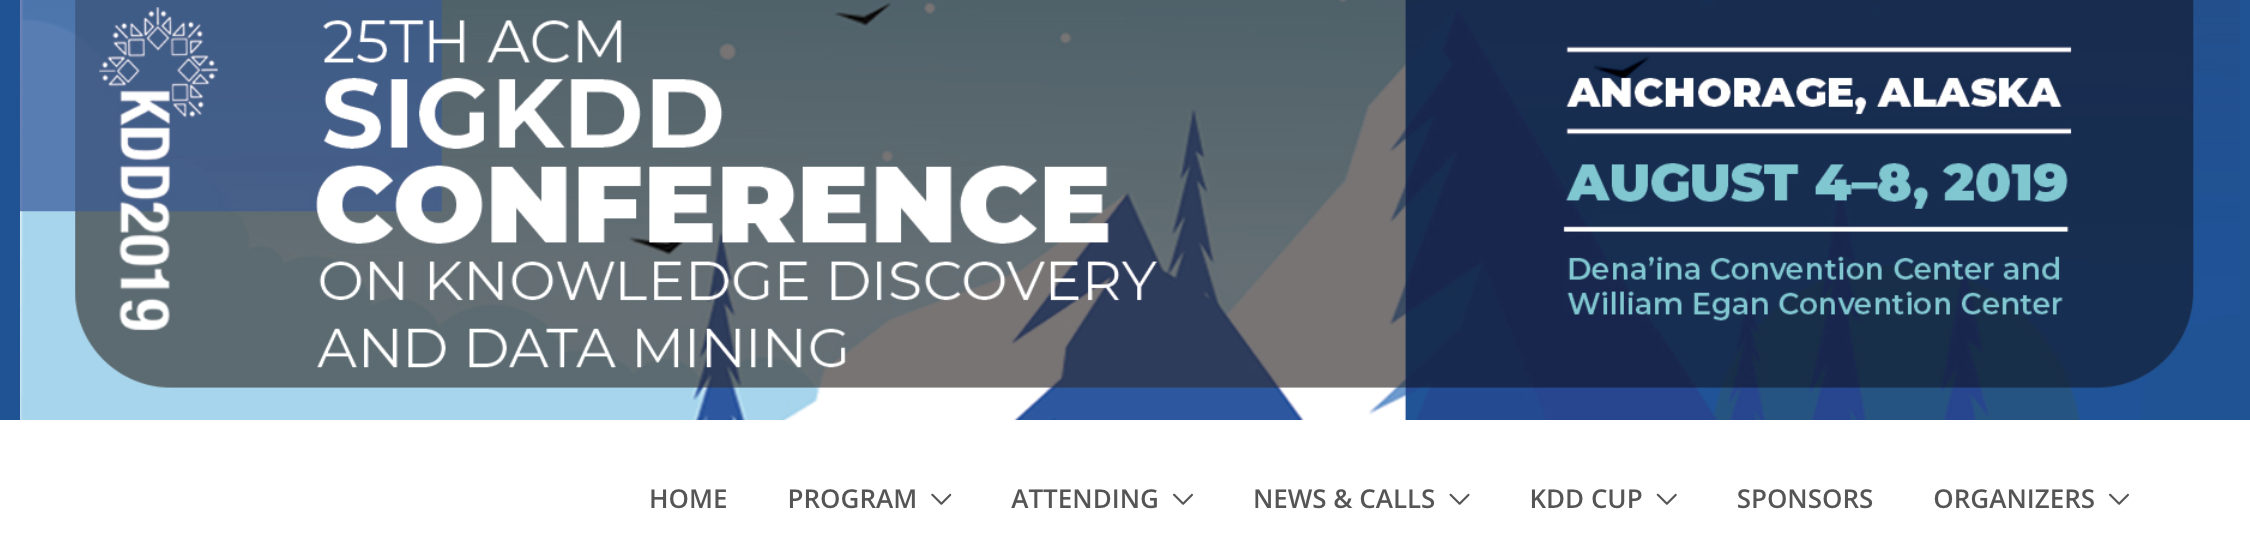 KDD2019
25TH ACM
SIGKDD
CONFERENCE
ON KNOWLEDGE DISCOVERY
AND DATA MINING
ANCHORAGE, ALASKA
AUGUST 4–8, 2019
Dena’ina Convention Center and
William Egan Convention Center
HOME PROGRAM ATTENDING NEWS & CALLS KDD CUP SPONSORS ORGANIZERS